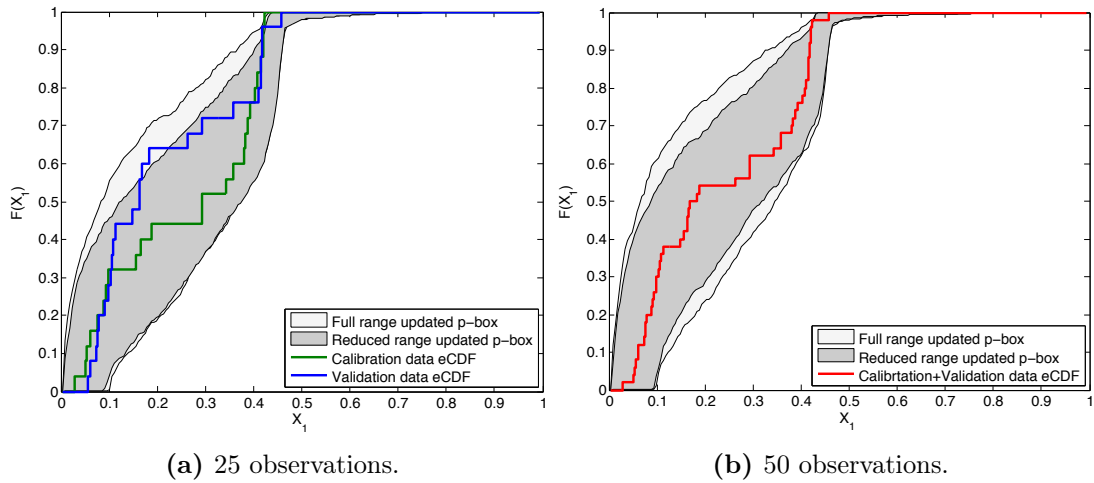 1
0.9
0.8
0.7
0.6
0.5
0.4
0.3
0.2
0.1
0
F(X_1)
0 0.1 0.2 0.3 0.4 0.5 0.6 0.7 0.8 0.9 1
X_1
Full range updated p-box
Reduced range updated p-box
Calibration data eCDF
Validation data eCDF
(a) 25 observations.
1
0.9
0.8
0.7
0.6
0.5
0.4
0.3
0.2
0.1
0
F(X_1)
0 0.1 0.2 0.3 0.4 0.5 0.6 0.7 0.8 0.9 1
X_1
Full range updated p-box
Reduced range updated p-box
Calibrtation+Validation data eCDF
(b) 50 observations.